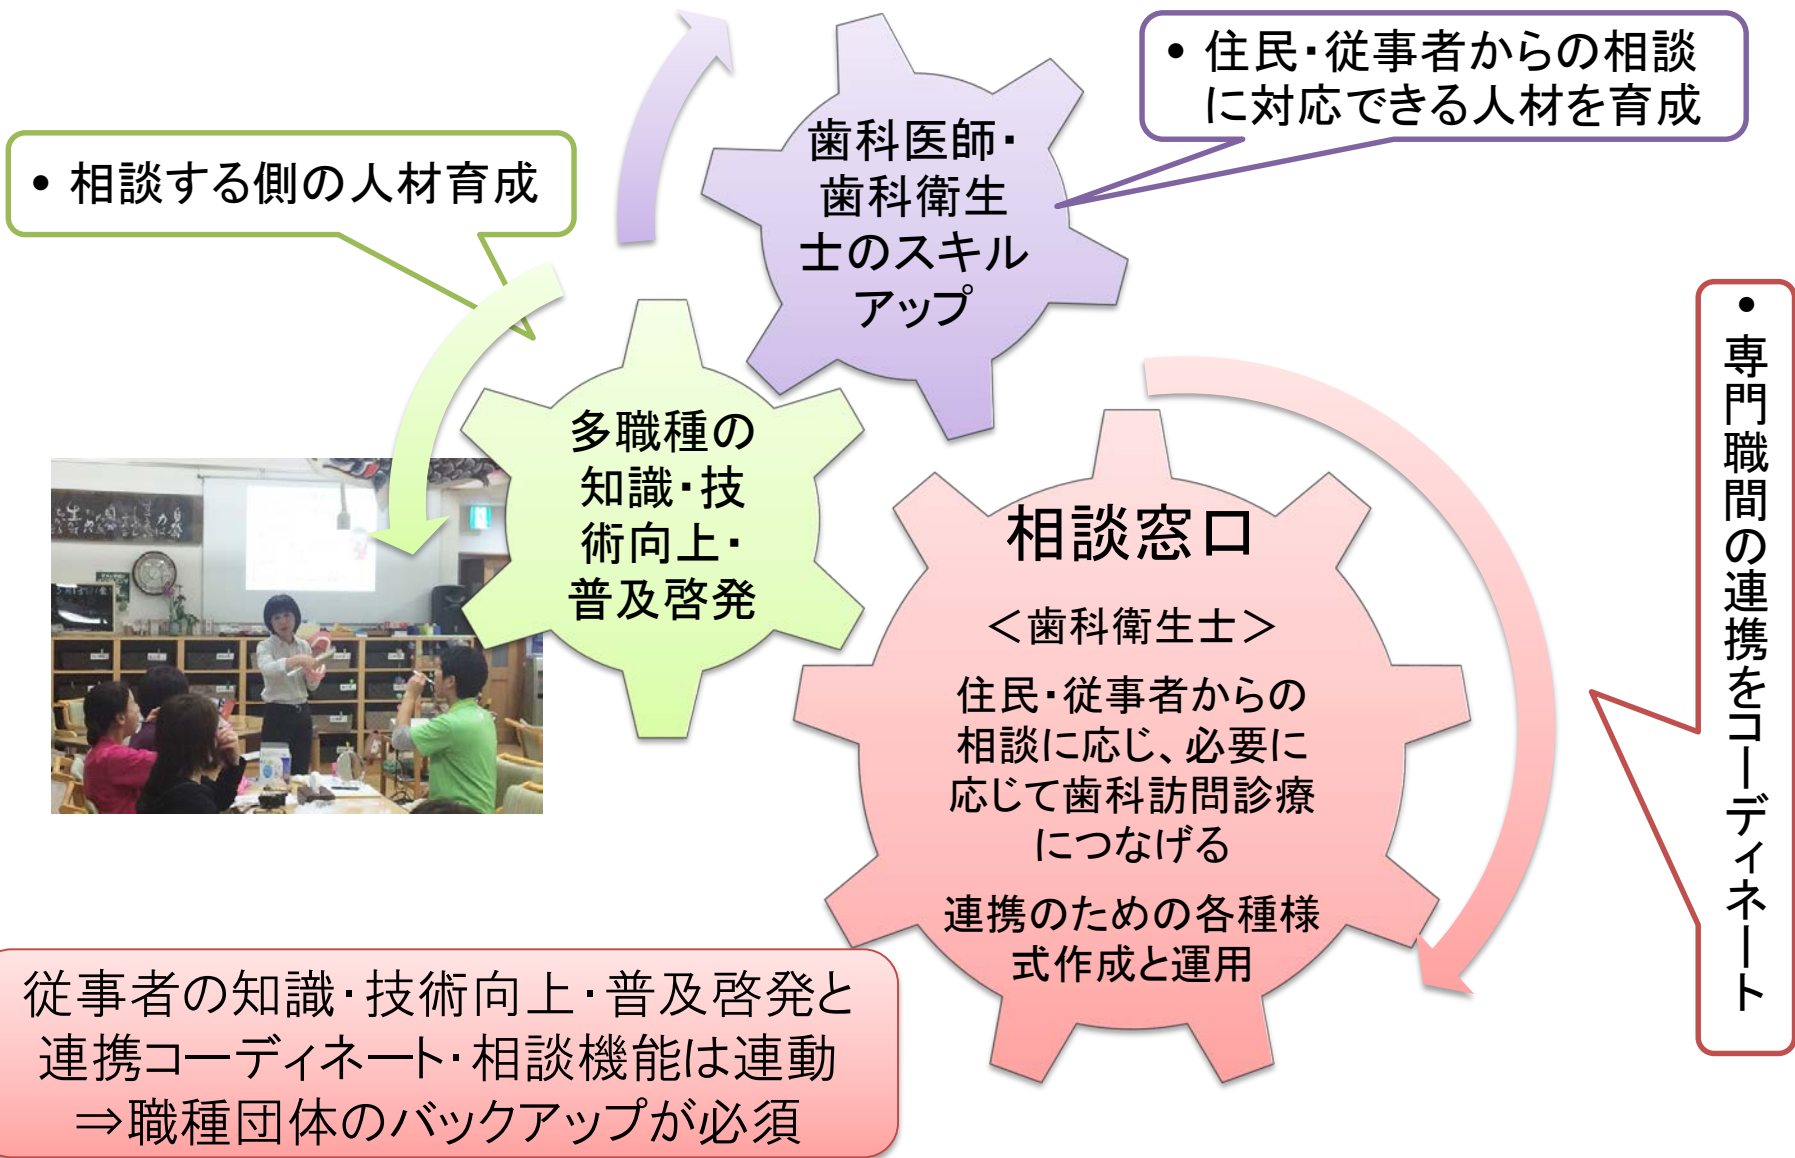 • 住民・従事者からの相談
に対応できる人材を育成
歯科医師・
歯科衛生
士のスキル
アップ
• 相談する側の人材育成
多職種の
知識・技
術向上・
普及啓発
• 専門職間の連携をコーディネート
相談窓口
＜歯科衛生士＞
住民・従事者からの
相談に応じ、必要に
応じて歯科訪問診療
につなげる
連携のための各種様
式作成と運用
従事者の知識・技術向上・普及啓発と
連携コーディネート・相談機能は連動
⇒職種団体のバックアップが必須